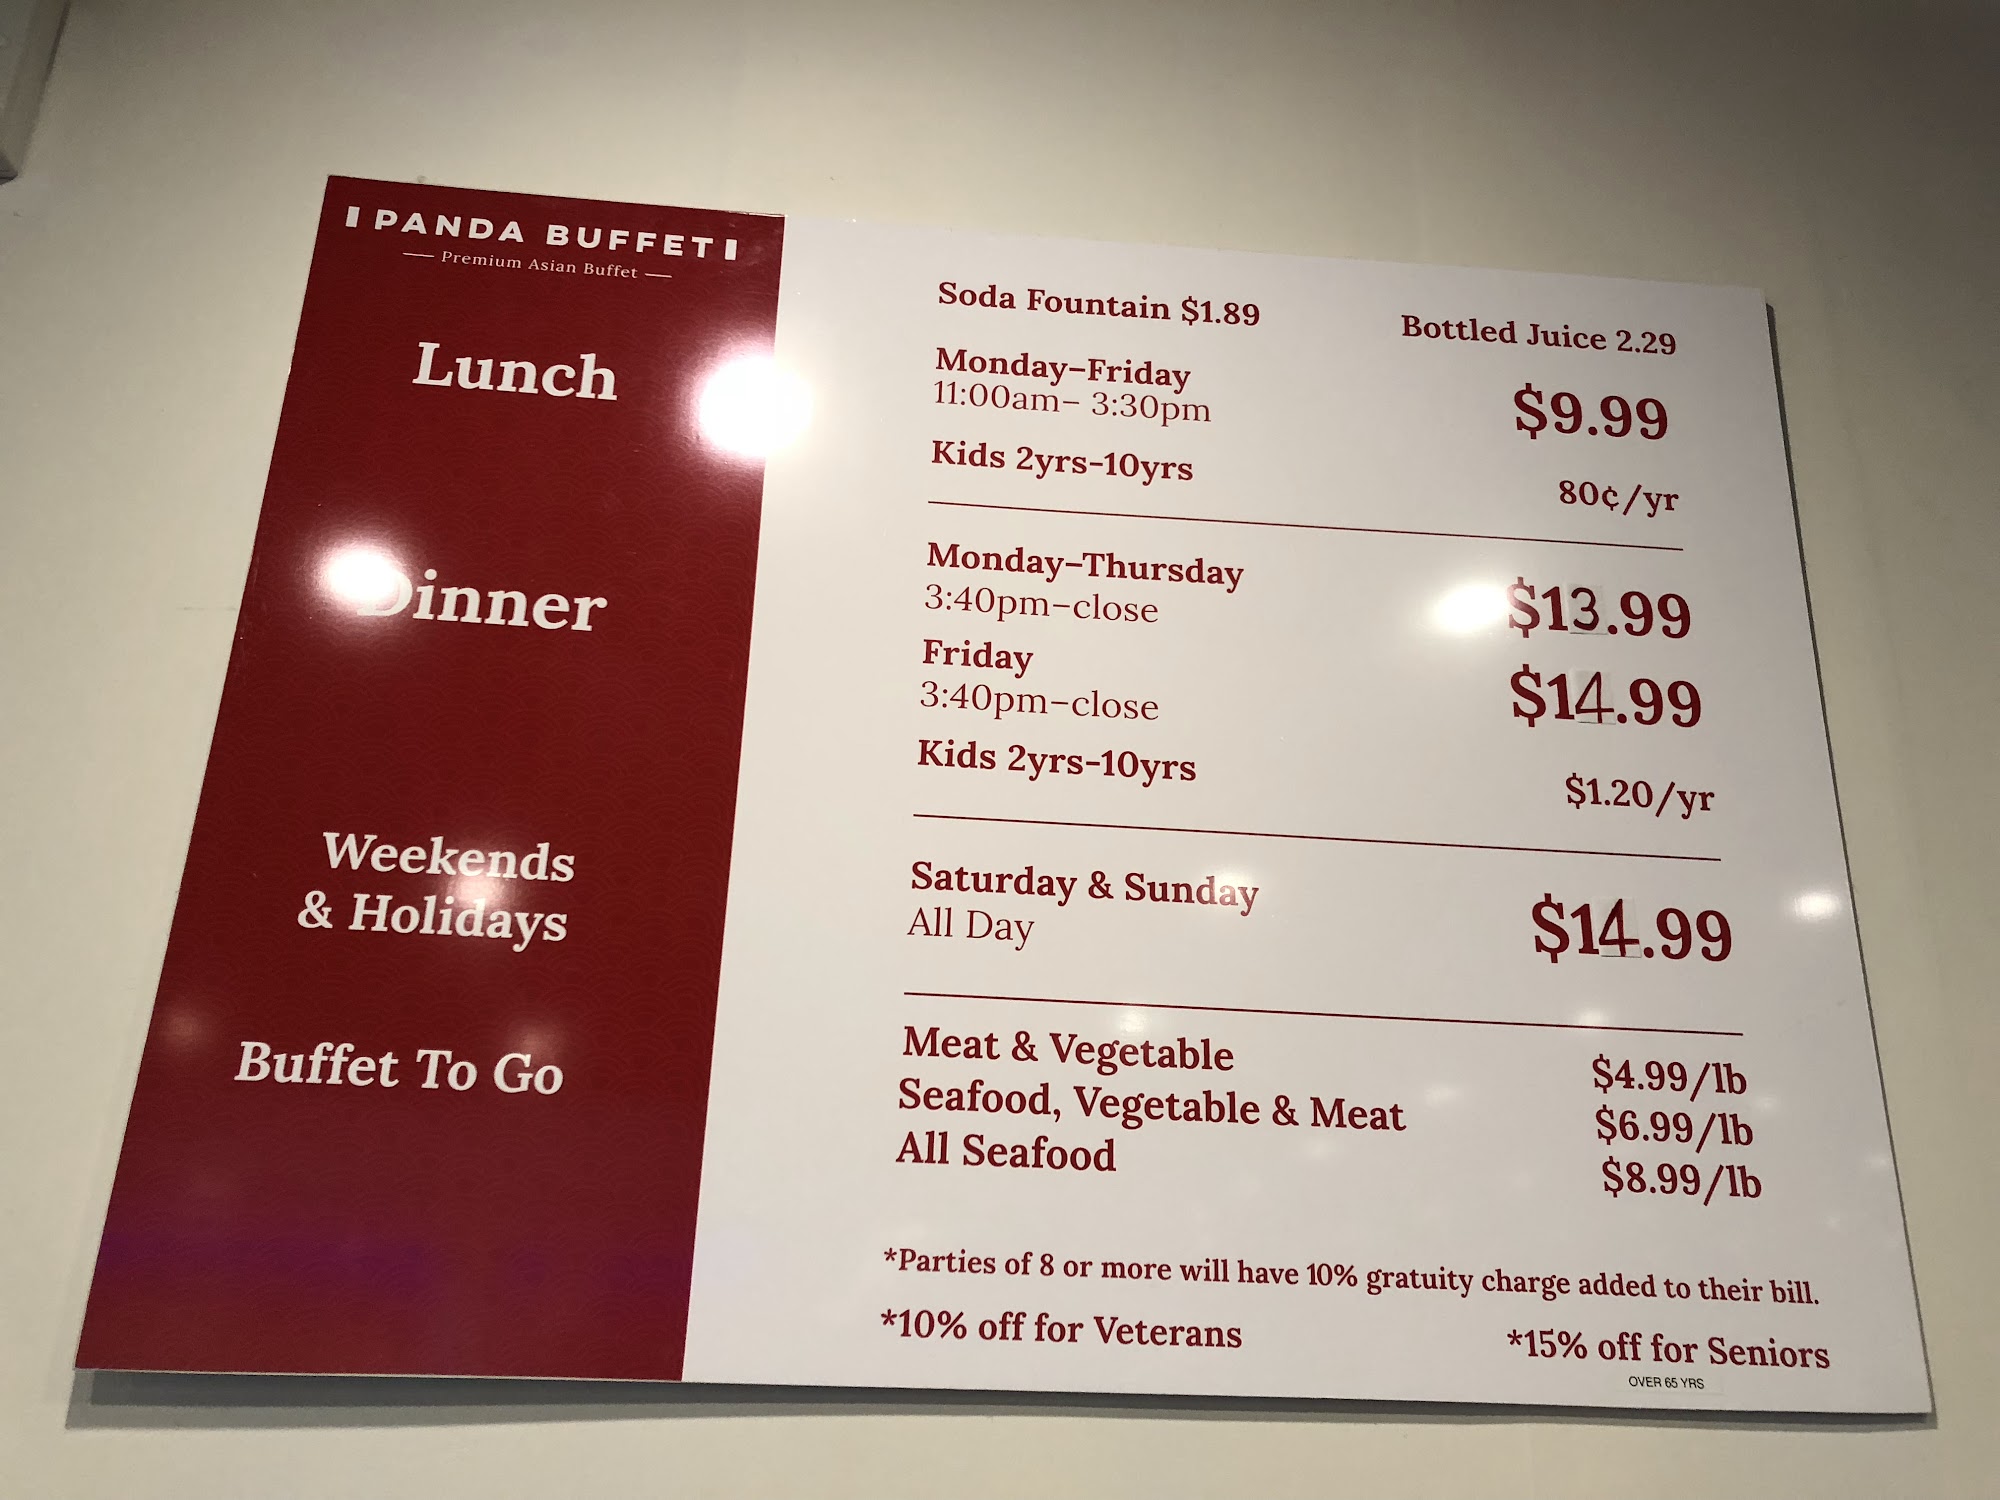 PANDA BUFFET
Premium Asian Buffet
Lunch
Soda Fountain $1.89
Bottled Juice 2.29
Monday–Friday
11:00am– 3:30pm
$9.99
Kids 2yrs-10yrs
80¢/yr
Dinner
Monday–Thursday
3:40pm–close
$13.99
Friday
3:40pm–close
$14.99
Kids 2yrs-10yrs
$1.20/yr
Weekends
& Holidays
Saturday & Sunday
All Day
$14.99
Buffet To Go
Meat & Vegetable $4.99/lb
Seafood, Vegetable & Meat $6.99/lb
All Seafood $8.99/lb
*Parties of 8 or more will have 10% gratuity charge added to their bill.
*10% off for Veterans
*15% off for Seniors
OVER 65 YRS